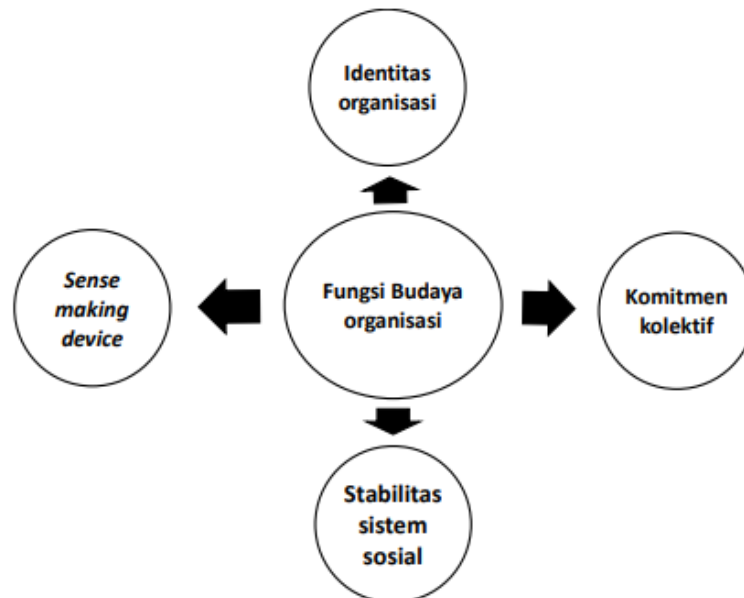 Identitas
organisasi
Sense
making
device
Fungsi Budaya
organisasi
Komitmen
kolektif
Stabilitas
sistem
sosial